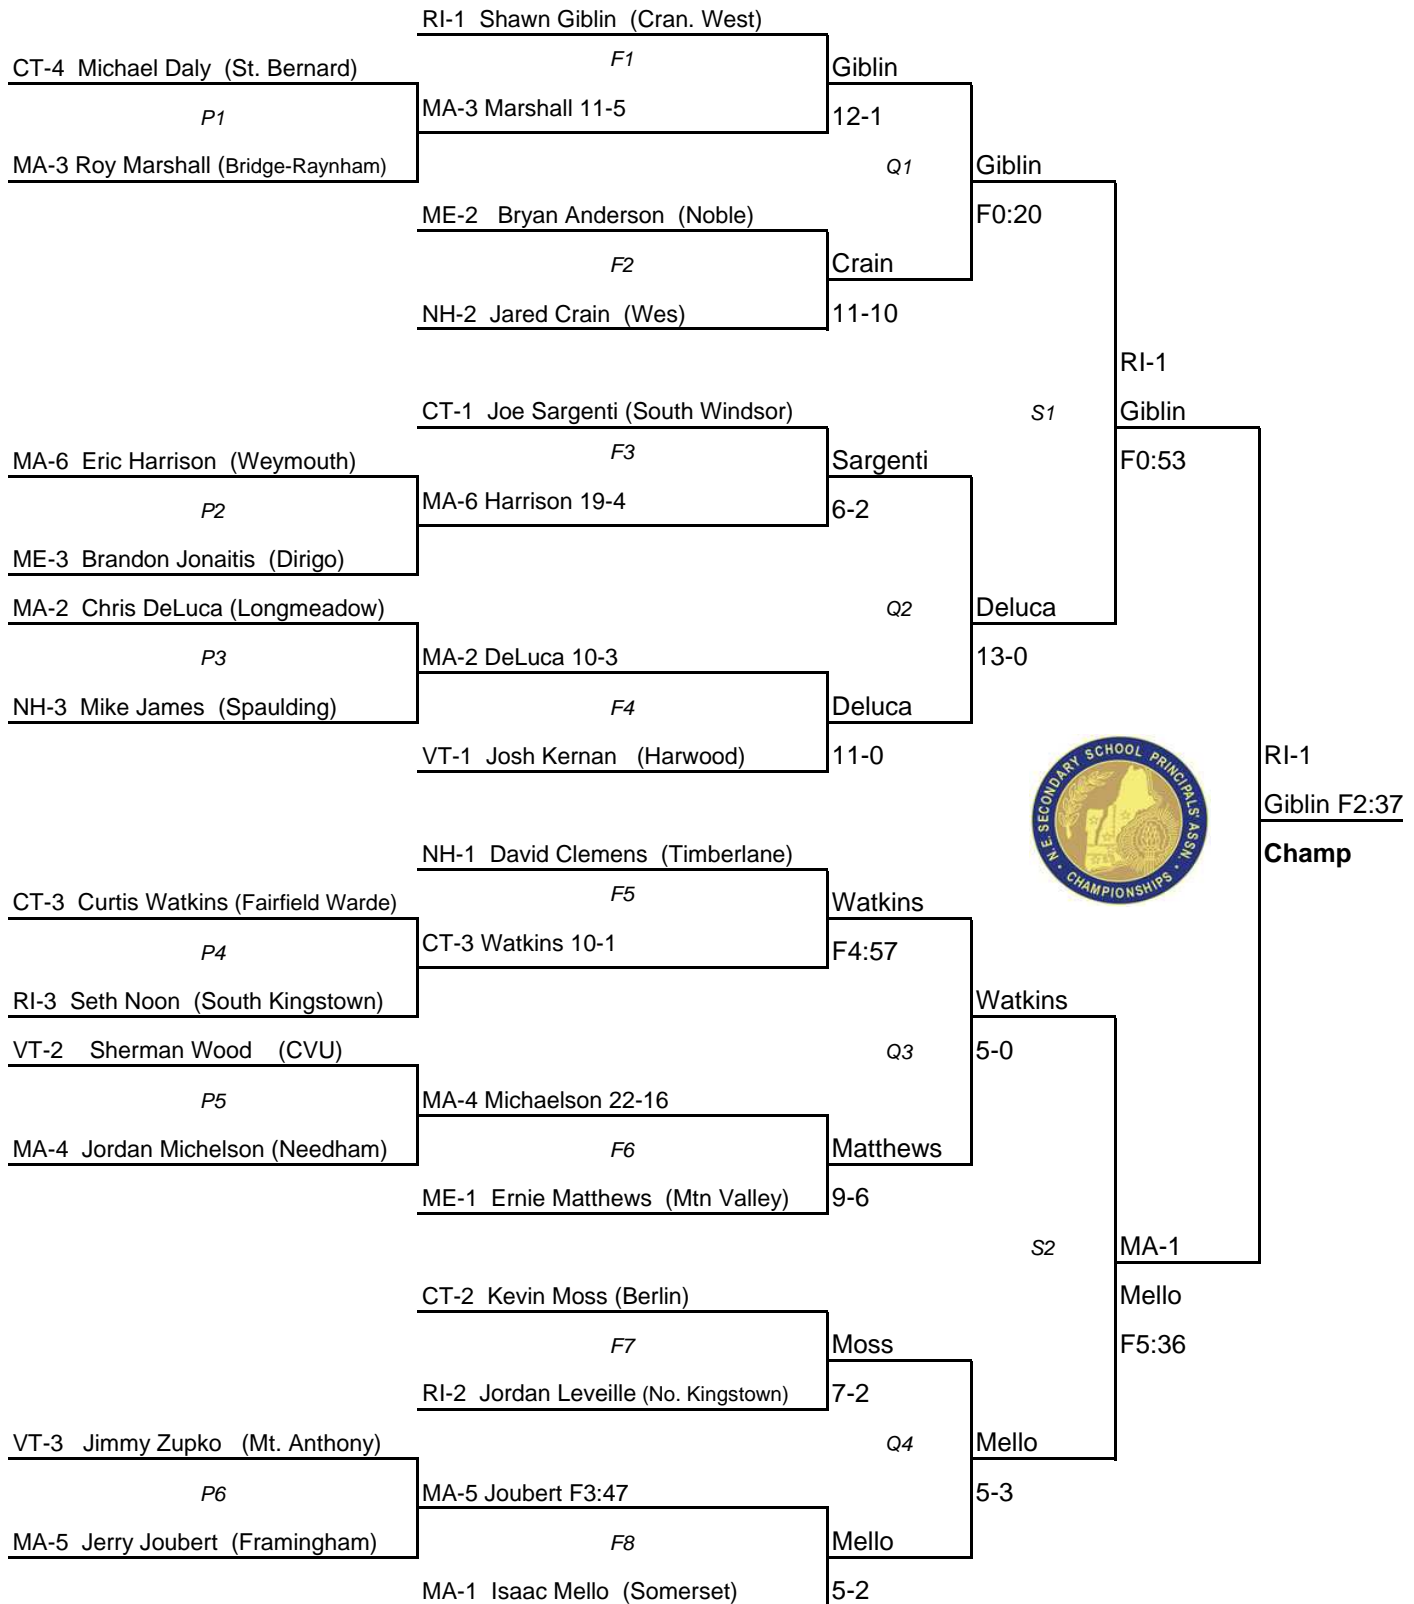 RI-1 Shawn Giblin (Cran. West)
F1
CT-4 Michael Daly (St. Bernard)
Giblin
P1
MA-3 Marshall 11-5
12-1
MA-3 Roy Marshall (Bridge-Raynham)
Q1
Giblin
ME-2 Bryan Anderson (Noble)
F0:20
F2
Crain
NH-2 Jared Crain (Wes)
11-10
RI-1
CT-1 Joe Sargenti (South Windsor)
S1
Giblin
F3
MA-6 Eric Harrison (Weymouth)
Sargenti
F0:53
P2
MA-6 Harrison 19-4
6-2
ME-3 Brandon Jonaitis (Dirigo)
MA-2 Chris DeLuca (Longmeadow)
Q2
Deluca
P3
MA-2 DeLuca 10-3
13-0
NH-3 Mike James (Spaulding)
F4
Deluca
VT-1 Josh Kernan (Harwood)
11-0
N.E. SECONDARY SCHOOL PRINCIPALS' ASSN.
CHAMPIONSHIPS
RI-1
Giblin F2:37
Champ
NH-1 David Clemens (Timberlane)
F5
CT-3 Curtis Watkins (Fairfield Warde)
Watkins
P4
CT-3 Watkins 10-1
F4:57
RI-3 Seth Noon (South Kingstown)
Watkins
VT-2 Sherman Wood (CVU)
Q3
5-0
P5
MA-4 Michaelson 22-16
MA-4 Jordan Michelson (Needham)
F6
Matthews
ME-1 Ernie Matthews (Mtn Valley)
9-6
S2
MA-1
CT-2 Kevin Moss (Berlin)
Mello
F7
Moss
F5:36
RI-2 Jordan Leveille (No. Kingstown)
7-2
VT-3 Jimmy Zupko (Mt. Anthony)
Q4
Mello
P6
MA-5 Joubert F3:47
5-3
MA-5 Jerry Joubert (Framingham)
F8
Mello
MA-1 Isaac Mello (Somerset)
5-2